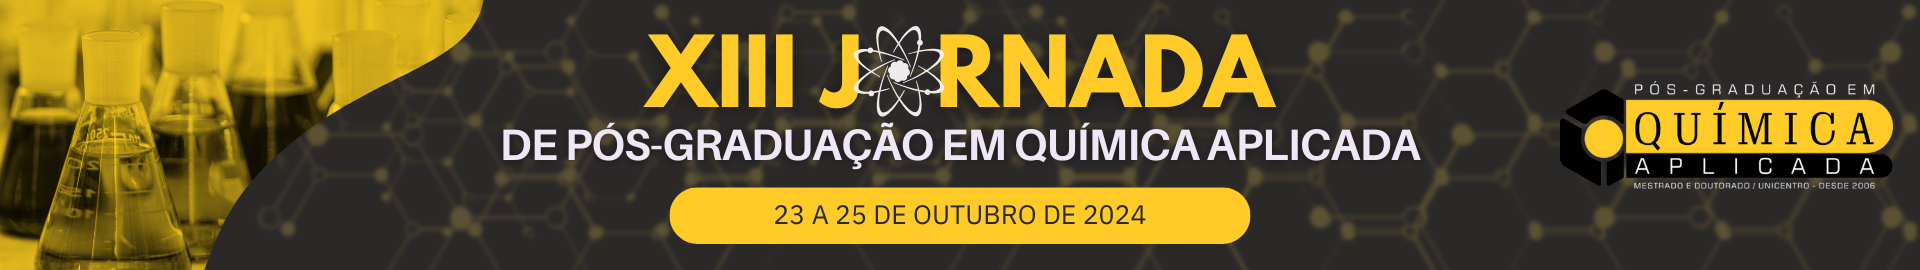 XIII JORNADA
DE PÓS-GRADUAÇÃO EM QUÍMICA APLICADA
23 A 25 DE OUTUBRO DE 2024
PÓS-GRADUAÇÃO EM
QUÍMICA
APLICADA
MESTRADO E DOUTORADO / UNICENTRO - DESDE 2006
250